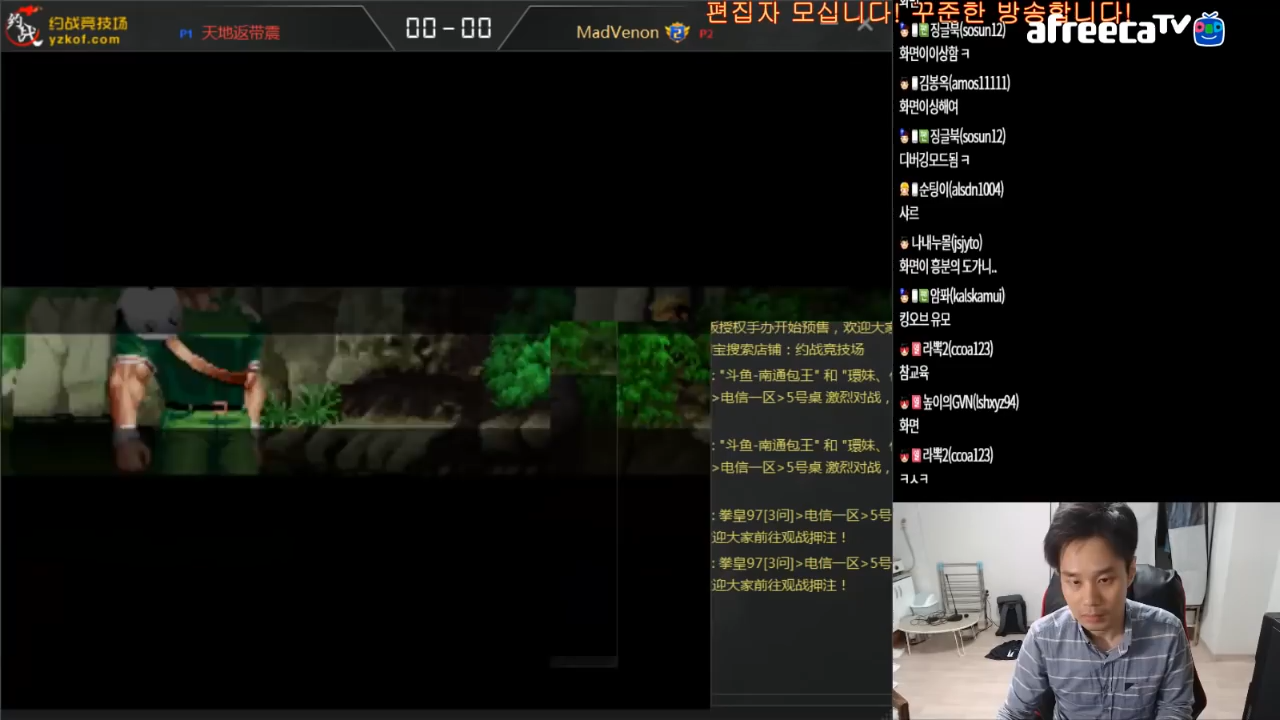 约战竞技场
yzkof.com
P1 天地返带震
00-00
MadVenon 2 P2
편집자 모십니다! 꾸준한 방송합니다!
afreecaTV
징글북(sosun12)
화면이이상함 ㅋ
김봉옥(amos11111)
화면이싱해여
징글북(sosun12)
디버깅모드됨 ㅋ
순팅이(alsdn1004)
샤르
나내누몰(jsjyto)
화면이 흥분의 도가니..
암꽈(kalskamui)
킹오브 유모
라뽁2(ccoa123)
참교육
높이의GVN(lshxyz94)
화면
라뽁2(ccoa123)
ㅋㅅㅋ
版授权手办开始预售，欢迎大家
宝搜索店铺：约战竞技场
: "斗鱼-南通包王" 和 "環妹、
>电信一区>5号桌 激烈对战，
: "斗鱼-南通包王" 和 "環妹、
>电信一区>5号桌 激烈对战，
: 拳皇97[3问]>电信一区>5号
迎大家前往观战押注！
: 拳皇97[3问]>电信一区>5号
迎大家前往观战押注！